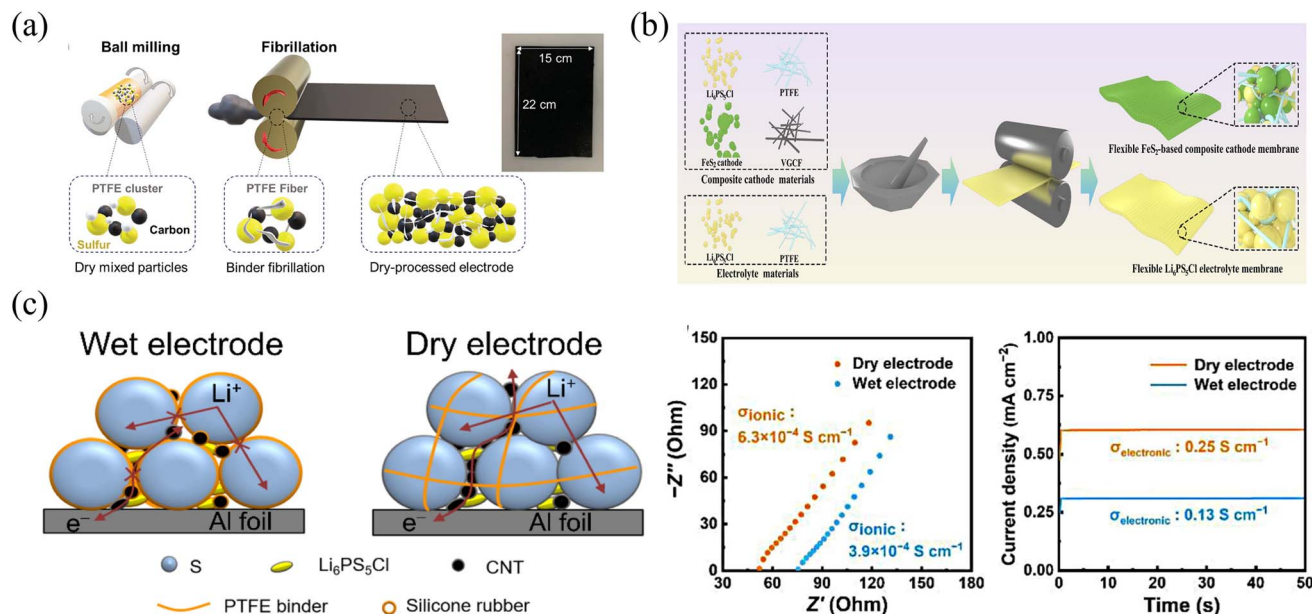 (a)
Ball milling
Fibrillation
15 cm
22 cm
PTFE cluster
Carbon
Sulfur
Dry mixed particles
PTFE Fiber
Binder fibrillation
Dry-processed electrode
(b)
Li₆PS₅Cl
PTFE
FeS₂ cathode
VGCF
Composite cathode materials
Li₆PS₅Cl
PTFE
Electrolyte materials
Flexible FeS₂-based composite cathode membrane
Flexible Li₆PS₅Cl electrolyte membrane
(c)
Wet electrode
Li⁺
e⁻
Al foil
Dry electrode
Li⁺
e⁻
Al foil
S
Li₆PS₅Cl
CNT
PTFE binder
Silicone rubber
−Z″ (Ohm)
150
120
90
60
30
0
Dry electrode
Wet electrode
σionic :
6.3×10⁻⁴ S cm⁻¹
σionic :
3.9×10⁻⁴ S cm⁻¹
30 60 90 120 150 180
Z′ (Ohm)
Current density (mA cm⁻²)
1.00
0.75
0.50
0.25
0.00
Dry electrode
Wet electrode
σelectronic : 0.25 S cm⁻¹
σelectronic : 0.13 S cm⁻¹
0 10 20 30 40 50
Time (s)